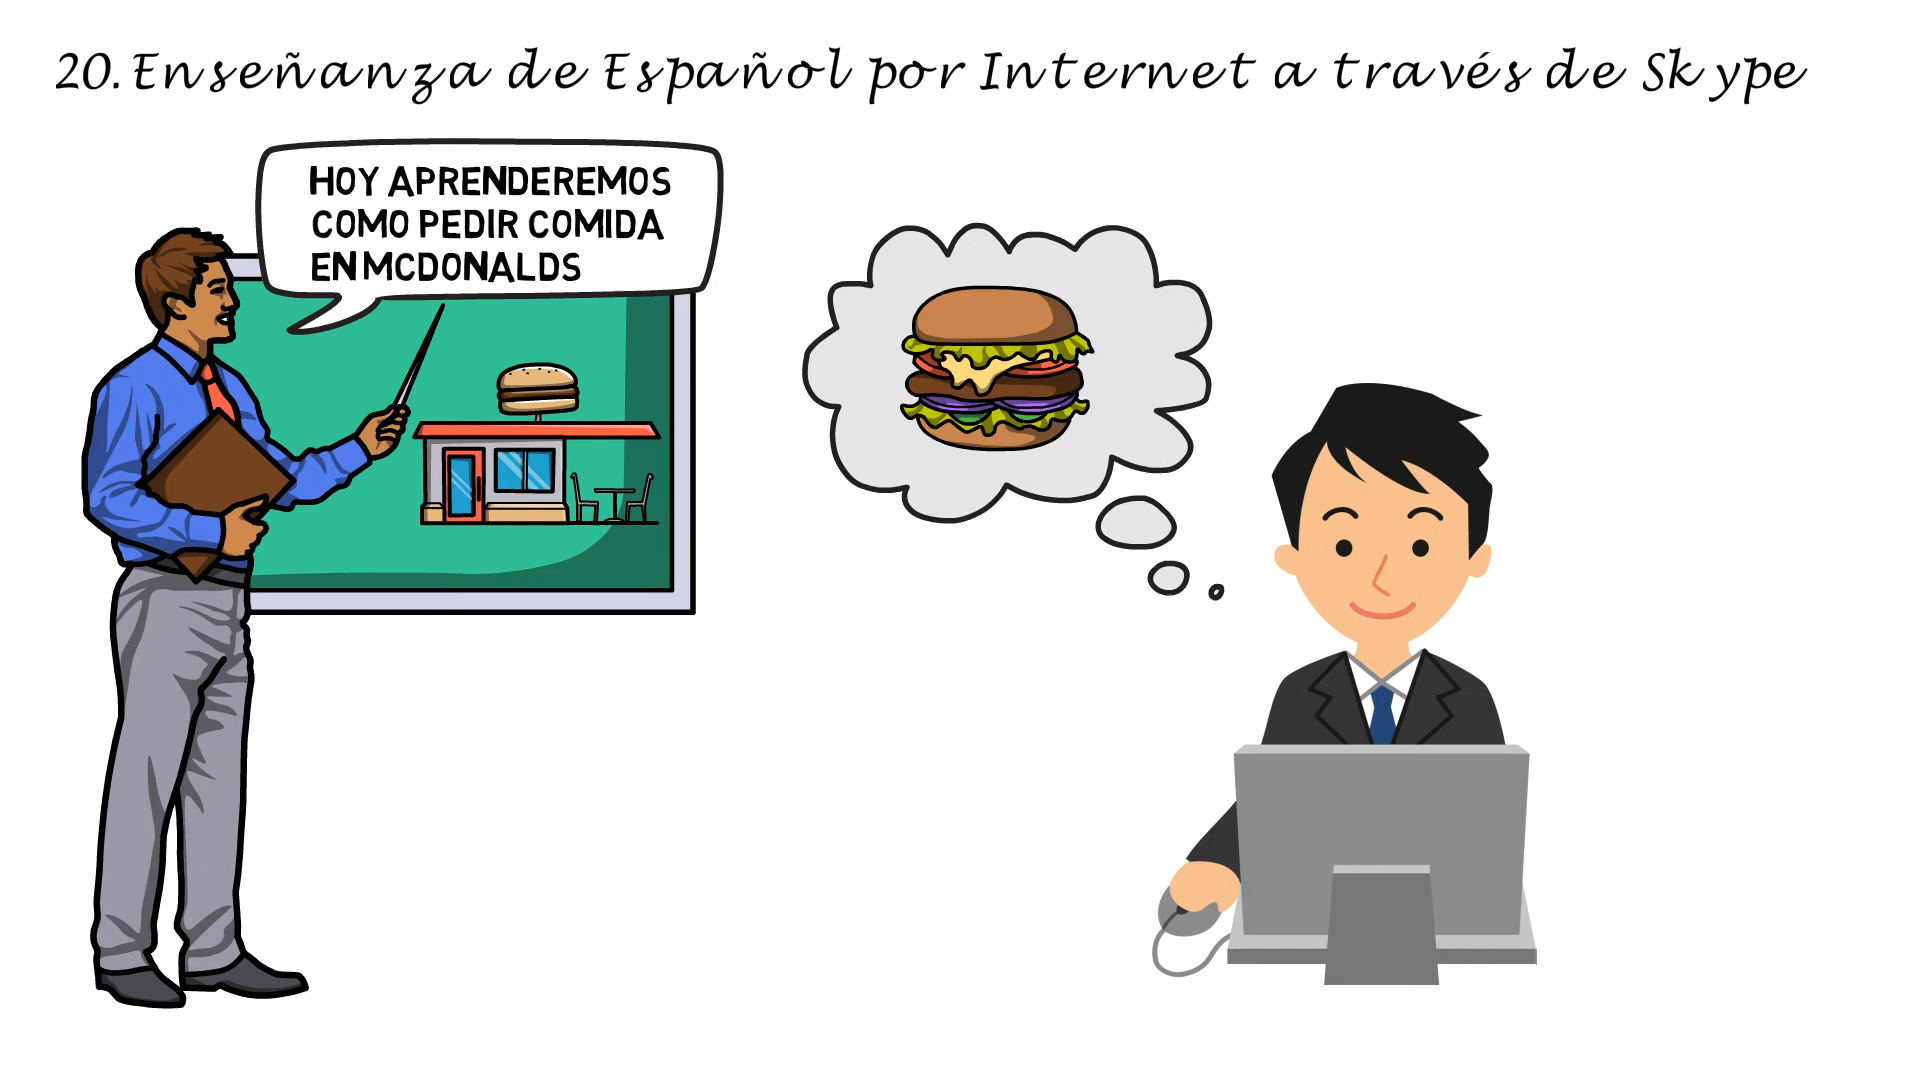 20. Enseñanza de Español por Internet a través de Skype
HOY APRENDEREMOS
COMO PEDIR COMIDA
EN MCDONALDS